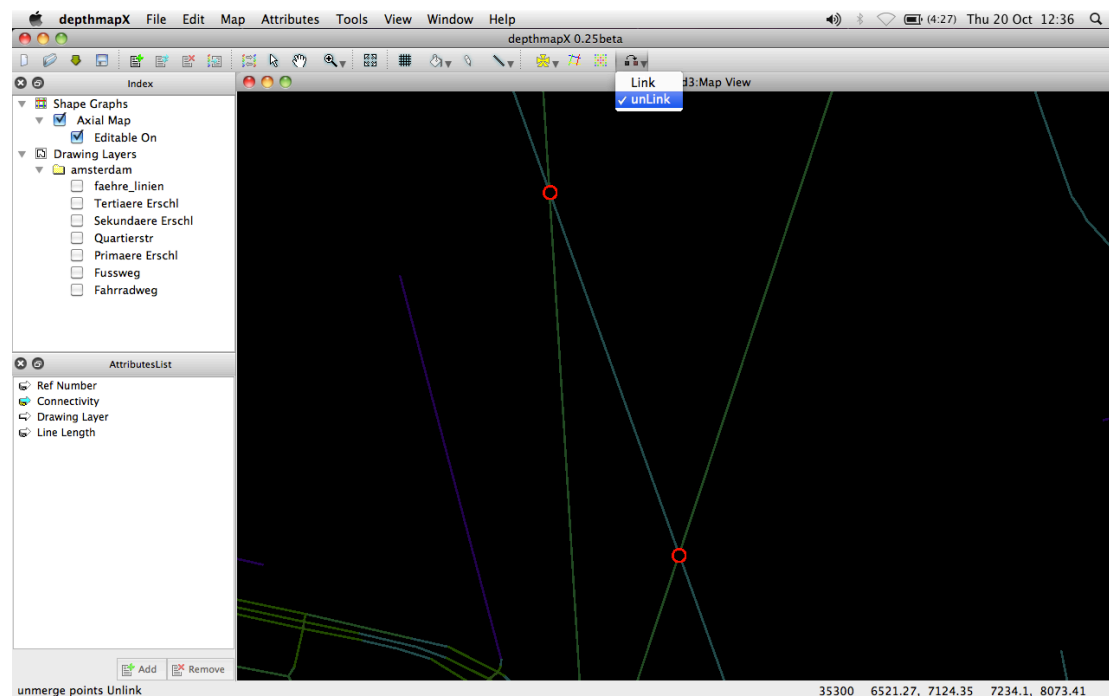 depthmapX File Edit Map Attributes Tools View Window Help (4:27) Thu 20 Oct 12:36
depthmapX 0.25beta
Index
Link
d3:Map View
✓ unLink
Shape Graphs
Axial Map
Editable On
Drawing Layers
amsterdam
faehre_linien
Tertiaere Erschl
Sekundaere Erschl
Quartierstr
Primaere Erschl
Fussweg
Fahrradweg
AttributesList
Ref Number
Connectivity
Drawing Layer
Line Length
Add Remove
unmerge points Unlink 35300 6521.27, 7124.35 7234.1, 8073.41